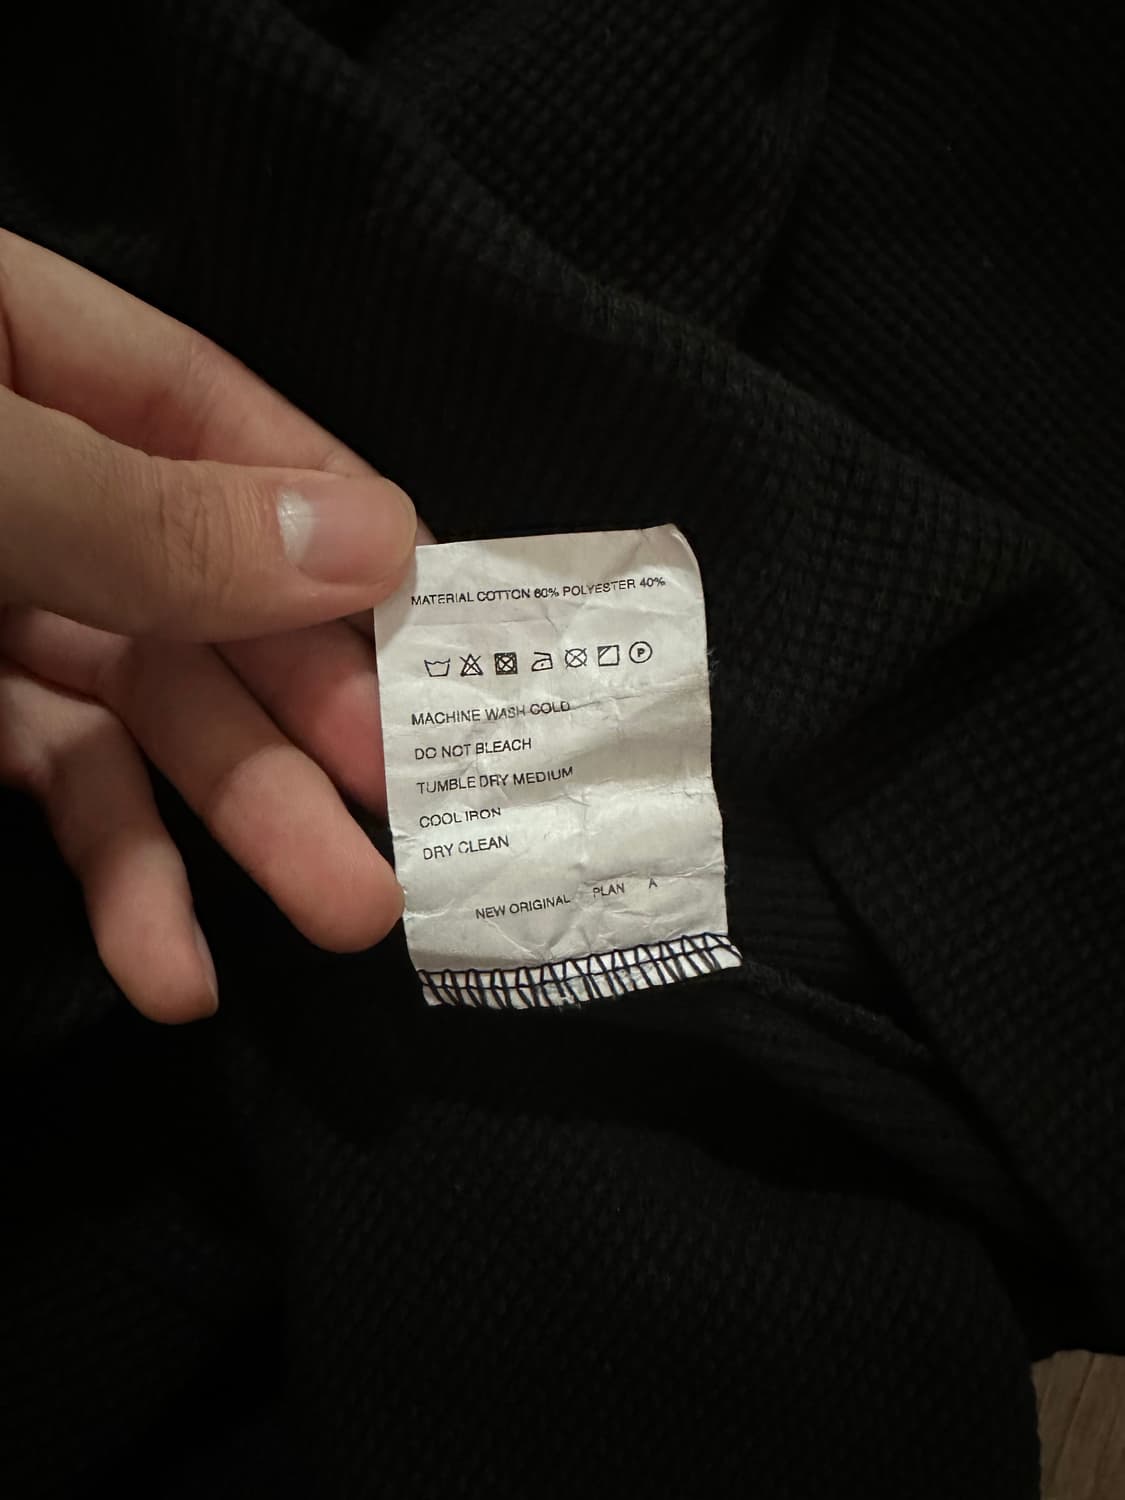 MATERIAL COTTON 60% POLYESTER 40%
P
MACHINE WASH COLD
DO NOT BLEACH
TUMBLE DRY MEDIUM
COOL IRON
DRY CLEAN
NEW ORIGINAL PLAN A